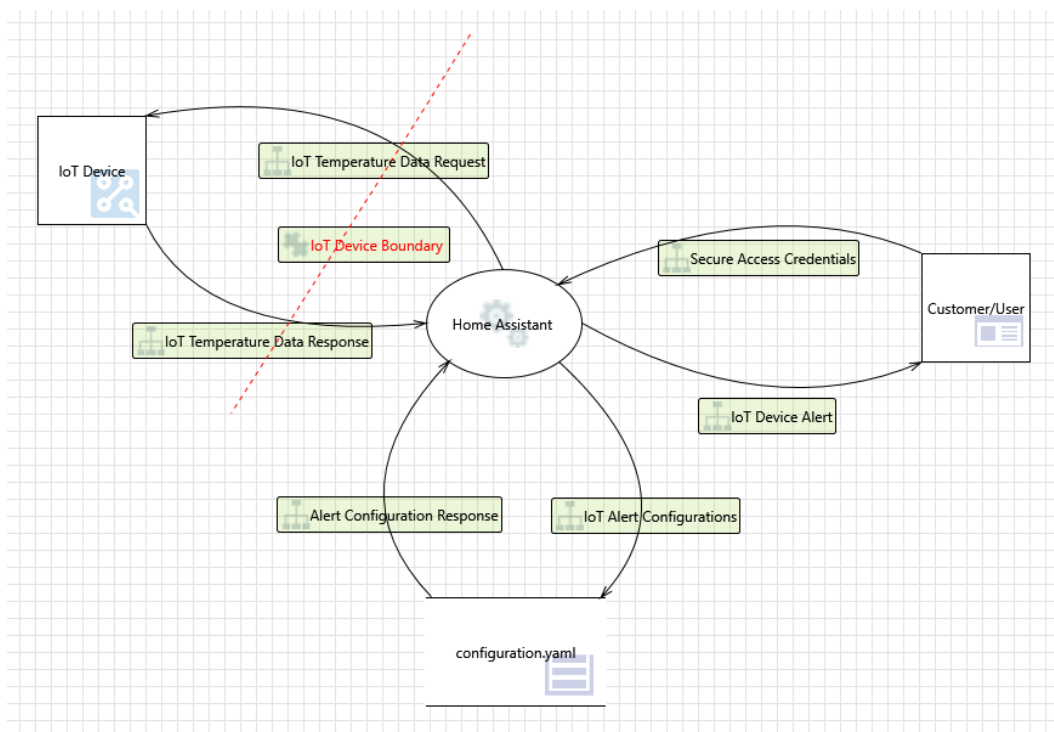 IoT Device
IoT Temperature Data Request
IoT Device Boundary
Secure Access Credentials
Customer/User
Home Assistant
IoT Temperature Data Response
IoT Device Alert
Alert Configuration Response
IoT Alert Configurations
configuration.yaml